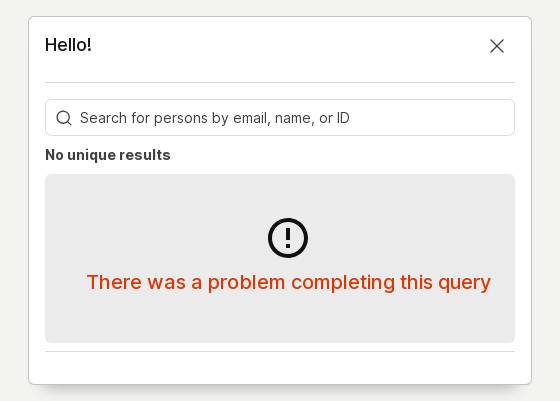 Hello!
Search for persons by email, name, or ID
No unique results
There was a problem completing this query